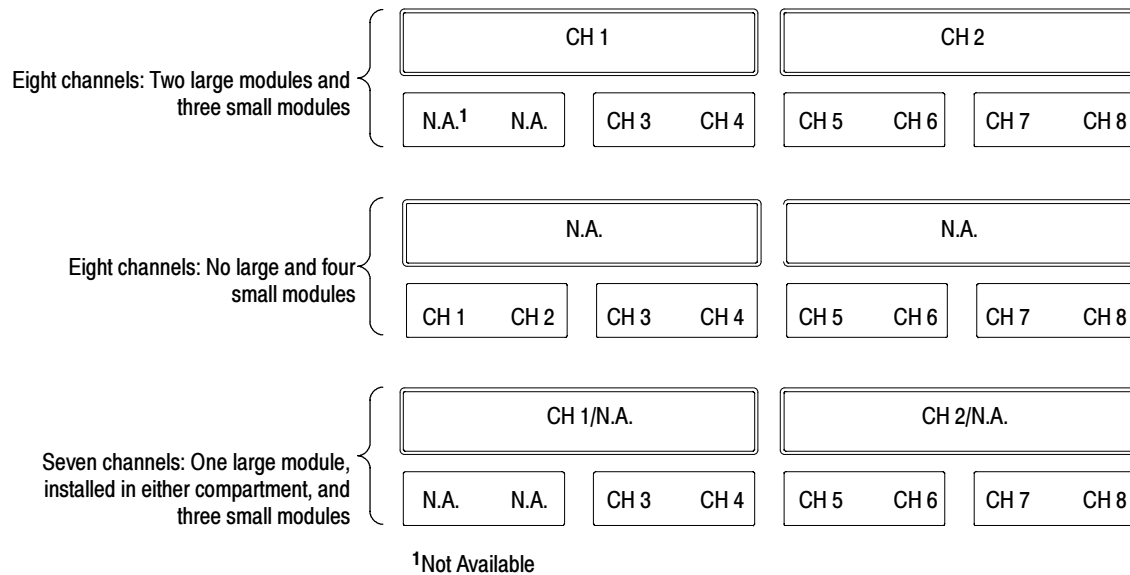 CH 1 CH 2
Eight channels: Two large modules and
three small modules
N.A.1 N.A. CH 3 CH 4 CH 5 CH 6 CH 7 CH 8
N.A. N.A.
Eight channels: No large and four
small modules
CH 1 CH 2 CH 3 CH 4 CH 5 CH 6 CH 7 CH 8
CH 1/N.A. CH 2/N.A.
Seven channels: One large module,
installed in either compartment, and
three small modules
N.A. N.A. CH 3 CH 4 CH 5 CH 6 CH 7 CH 8
1Not Available